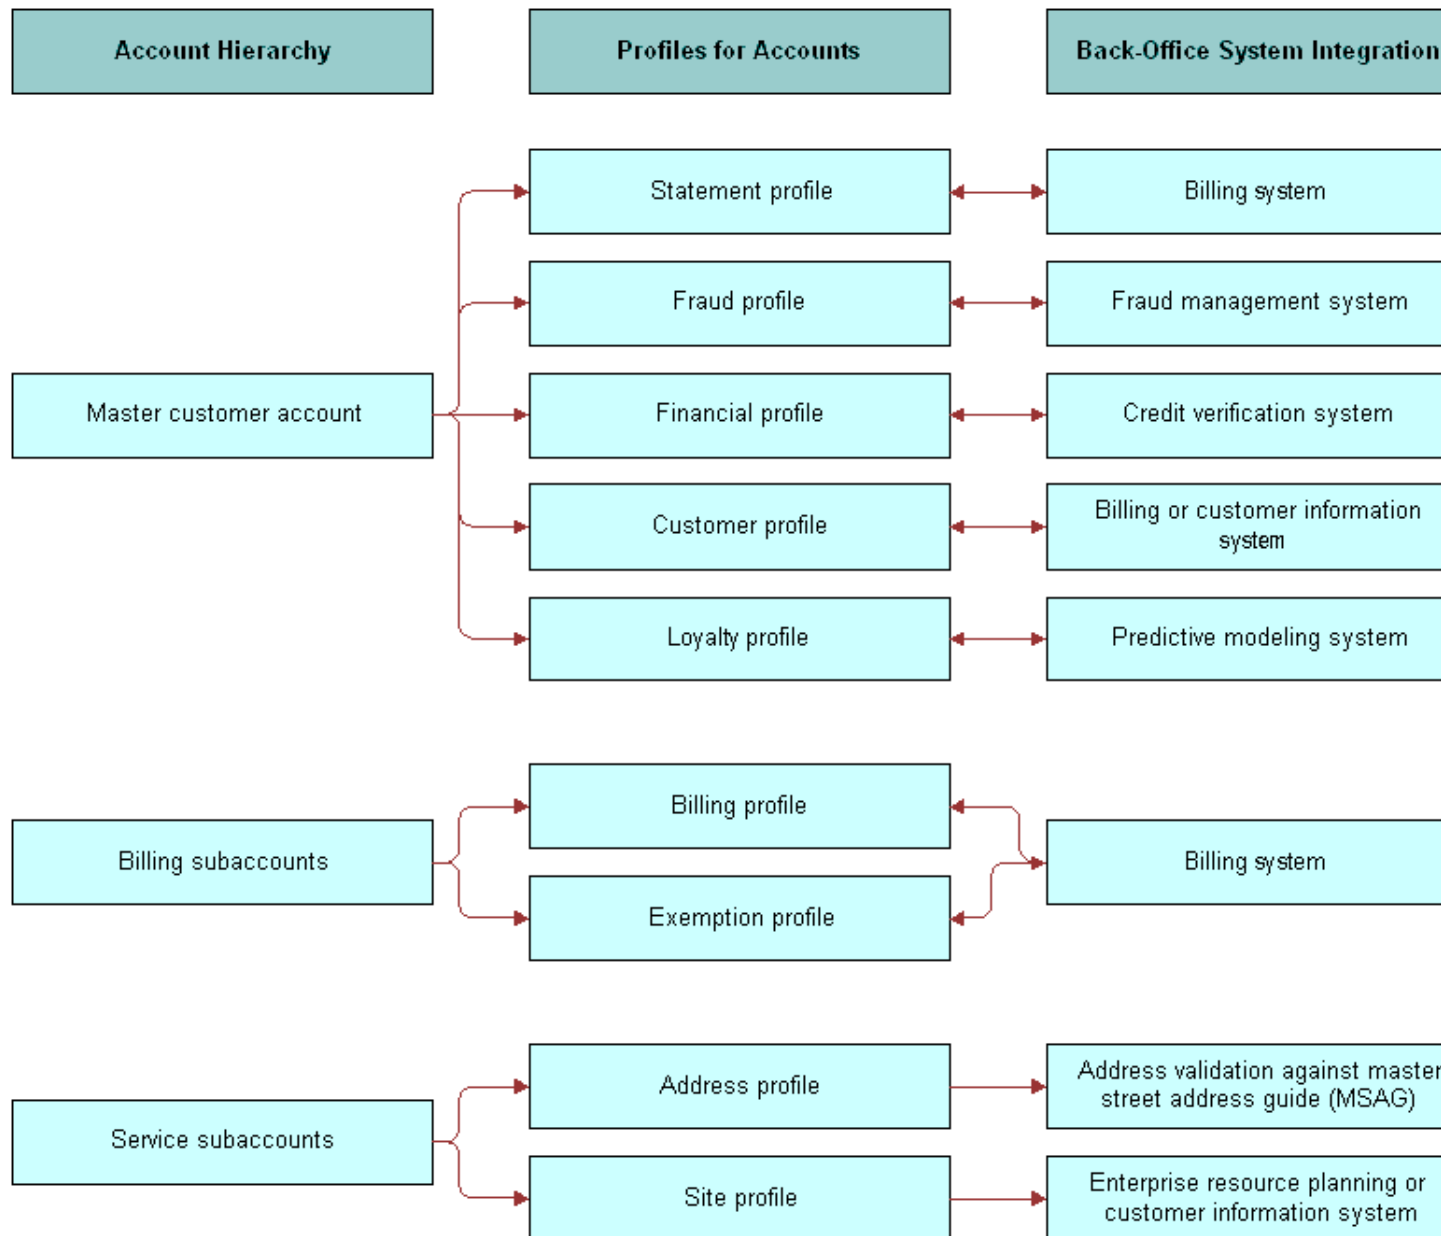 Account Hierarchy
Profiles for Accounts
Back-Office System Integration
Statement profile
Billing system
Fraud profile
Fraud management system
Master customer account
Financial profile
Credit verification system
Customer profile
Billing or customer information
system
Loyalty profile
Predictive modeling system
Billing profile
Billing subaccounts
Billing system
Exemption profile
Address profile
Address validation against master
street address guide (MSAG)
Service subaccounts
Site profile
Enterprise resource planning or
customer information system